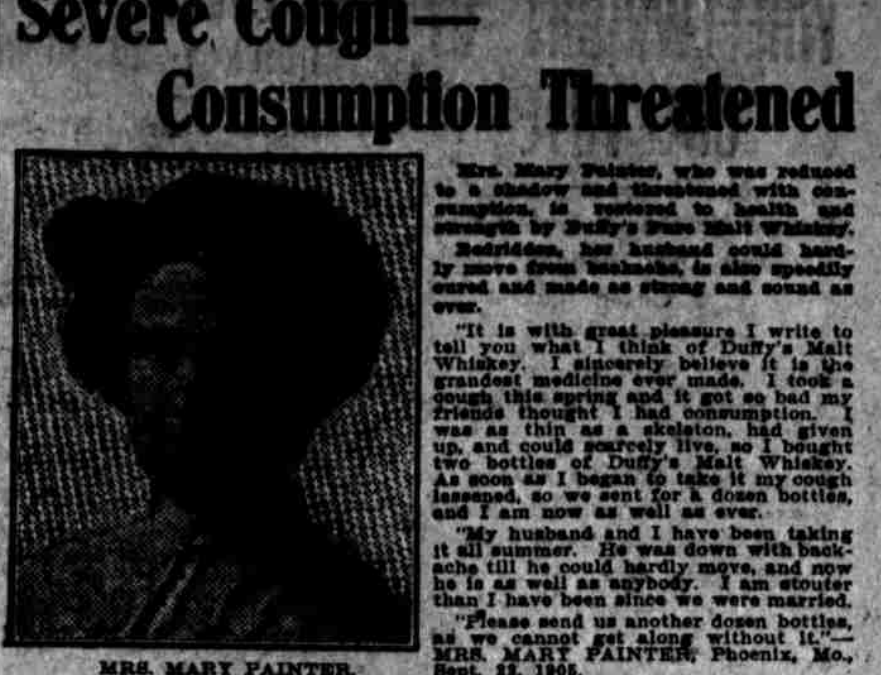 Severe Cough—
Consumption Threatened
Mrs. Mary Painter, who was reduced
to a shadow and threatened with con-
sumption, is restored to health and
strength by Duffy's Pure Malt Whiskey.
Bedridden, her husband could hard-
ly move from backache, is also speedily
cured and made as strong and sound as
ever.
"It is with great pleasure I write to
tell you what I think of Duffy's Malt
Whiskey. I sincerely believe it is the
grandest medicine ever made. I took a
cough this spring and it got so bad my
friends thought I had consumption. I
was as thin as a skeleton, had given
up, and could scarcely live, so I bought
two bottles of Duffy's Malt Whiskey.
As soon as I began to take it my cough
lessened, so we sent for a dozen bottles,
and I am now as well as ever.
"My husband and I have been taking
it all summer. He was down with back-
ache till he could hardly move, and now
he is as well as anybody. I am stouter
than I have been since we were married.
"Please send us another dozen bottles,
as we cannot get along without it."—
MRS. MARY PAINTER, Phoenix, Mo.,
Sept. 22, 1905.
MRS. MARY PAINTER.